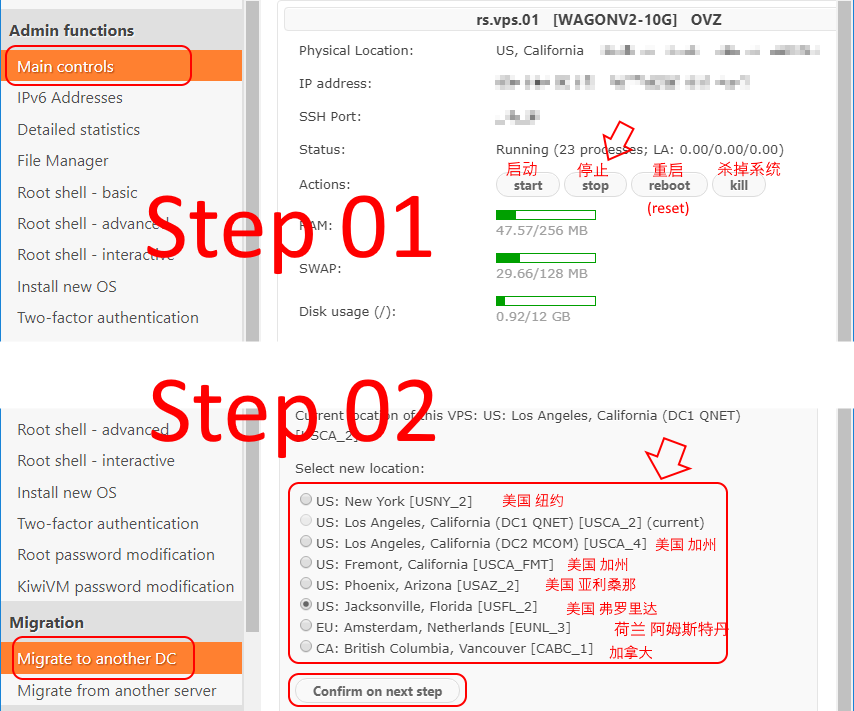 Admin functions
Main controls
IPv6 Addresses
Detailed statistics
File Manager
Root shell - basic
Root shell - advanced
Root shell - interactive
Install new OS
Two-factor authentication
rs.vps.01 [WAGONV2-10G] OVZ
Physical Location: US, California
IP address:
SSH Port:
Status: Running (23 processes; LA: 0.00/0.00/0.00)
启动 停止 重启 杀掉系统
Actions: start stop reboot kill
(reset)
RAM:
47.57/256 MB
SWAP:
29.66/128 MB
Disk usage (/):
0.92/12 GB
Step 01
Step 02
Root shell - advanced
Root shell - interactive
Install new OS
Two-factor authentication
Root password modification
KiwiVM password modification
Migration
Migrate to another DC
Migrate from another server
Current location of this VPS: US: Los Angeles, California (DC1 QNET)
[USCA_2]
Select new location:
US: New York [USNY_2] 美国 纽约
US: Los Angeles, California (DC1 QNET) [USCA_2] (current)
US: Los Angeles, California (DC2 MCOM) [USCA_4] 美国 加州
US: Fremont, California [USCA_FMT] 美国 加州
US: Phoenix, Arizona [USAZ_2] 美国 亚利桑那
US: Jacksonville, Florida [USFL_2] 美国 弗罗里达
EU: Amsterdam, Netherlands [EUNL_3] 荷兰 阿姆斯特丹
CA: British Columbia, Vancouver [CABC_1] 加拿大
Confirm on next step